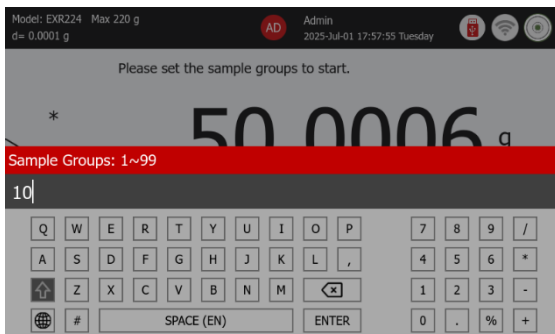 Model: EXR224 Max 220 g
d= 0.0001 g
AD
Admin
2025-Jul-01 17:57:55 Tuesday
Please set the sample groups to start.
*
50.0006 g
Sample Groups: 1~99
10
Q W E R T Y U I O P 7 8 9 /
A S D F G H J K L , 4 5 6 *
Z X C V B N M 1 2 3 -
# SPACE (EN) ENTER 0 . % +